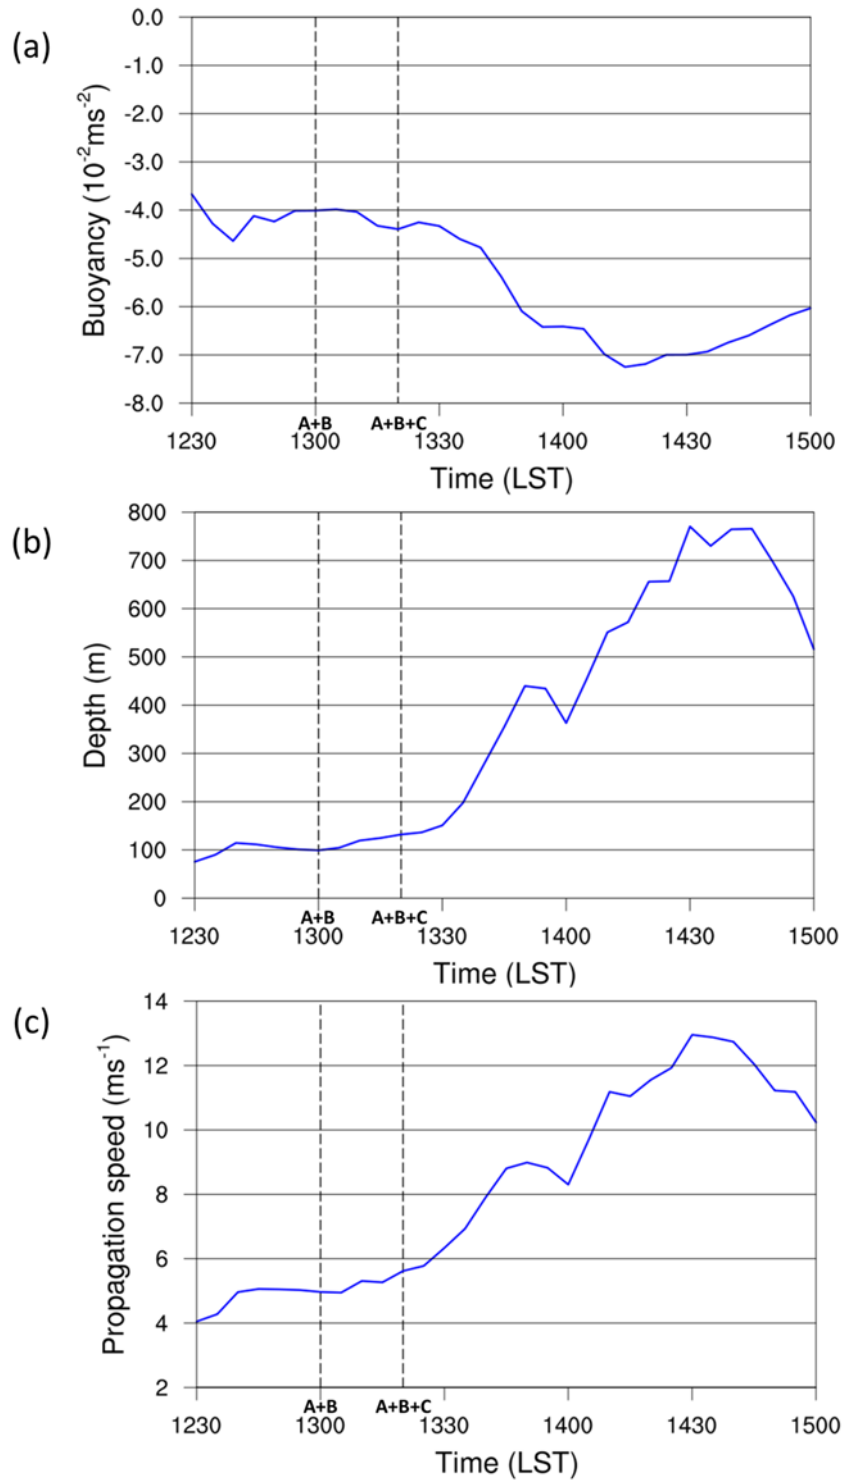 (a)
Buoyancy (10⁻²ms⁻²)
0.0
-1.0
-2.0
-3.0
-4.0
-5.0
-6.0
-7.0
-8.0
A+B A+B+C
1230 1300 1330 1400 1430 1500
Time (LST)
(b)
Depth (m)
800
700
600
500
400
300
200
100
0
A+B A+B+C
1230 1300 1330 1400 1430 1500
Time (LST)
(c)
Propagation speed (ms⁻¹)
14
12
10
8
6
4
2
A+B A+B+C
1230 1300 1330 1400 1430 1500
Time (LST)